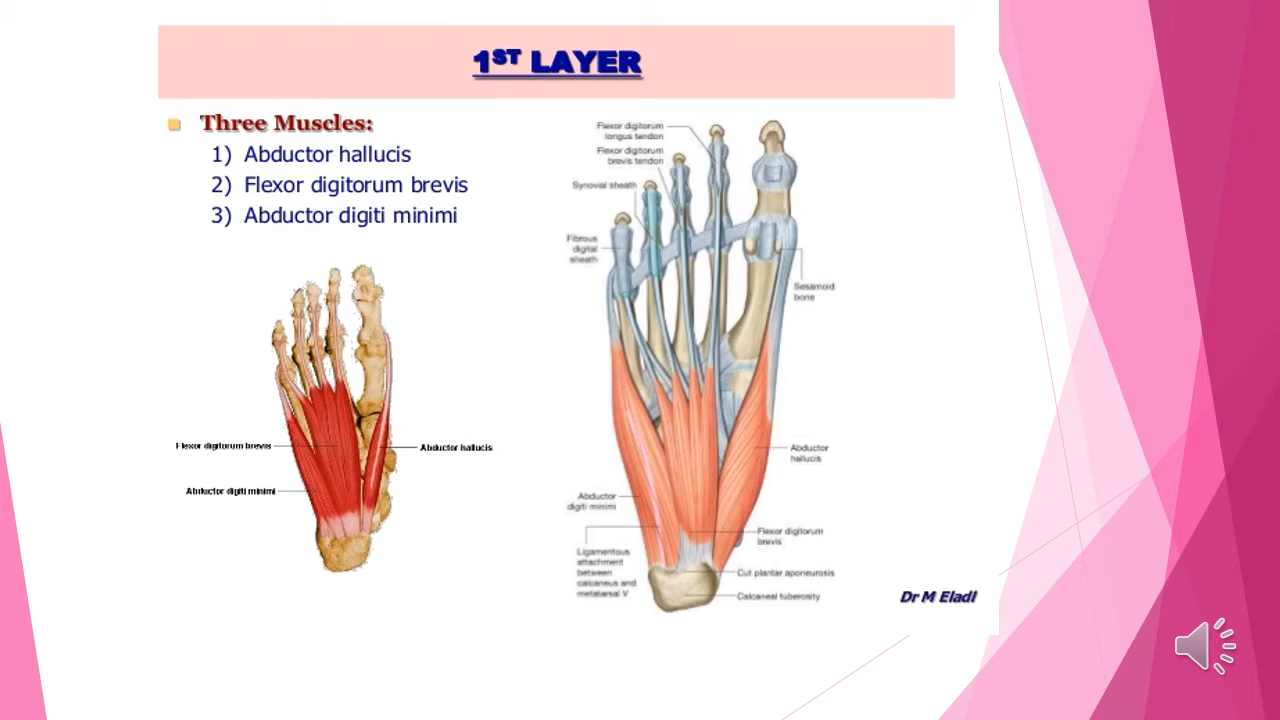 1ST LAYER
Three Muscles:
1) Abductor hallucis
2) Flexor digitorum brevis
3) Abductor digiti minimi
Flexor digitorum brevis
Abductor digiti minimi
Abductor hallucis
Flexor digitorum
longus tendon
Flexor digitorum
brevis tendon
Synovial sheath
Fibrous
digital
sheath
Sesamoid
bone
Abductor
hallucis
Abductor
digiti minimi
Ligamentous
attachment
between
calcaneus and
metatarsal V
Flexor digitorum
brevis
Cut plantar aponeurosis
Calcaneal tuberosity
Dr M Eladl